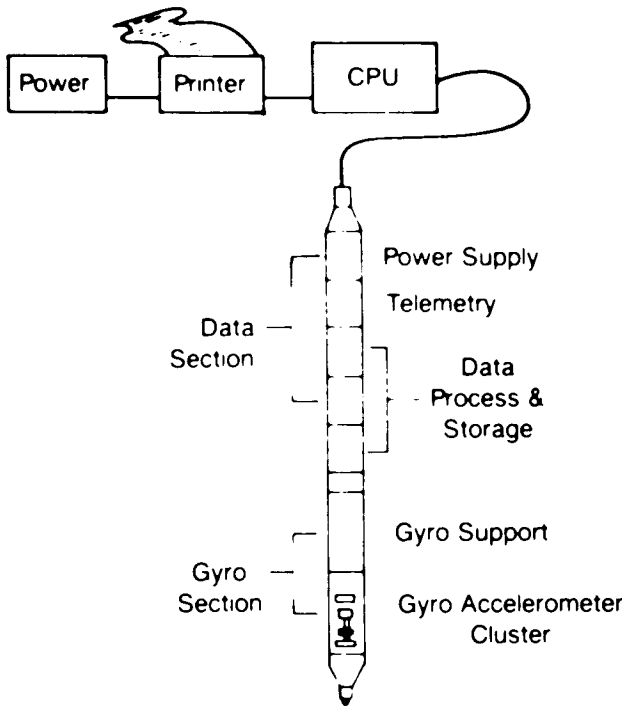 Power
Printer
CPU
Power Supply
Telemetry
Data
Section
Data
Process &
Storage
Gyro Support
Gyro
Section
Gyro Accelerometer
Cluster